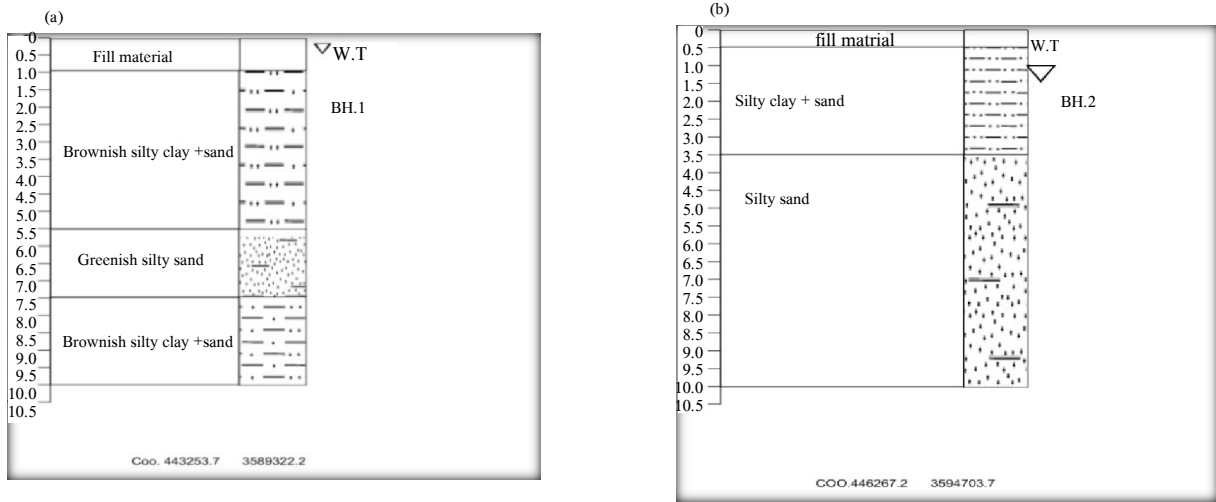 (a)
0
0.5
1.0
1.5
2.0
2.5
3.0
3.5
4.0
4.5
5.0
5.5
6.0
6.5
7.0
7.5
8.0
8.5
9.0
9.5
10.0
10.5
Fill material
W.T
BH.1
Brownish silty clay +sand
Greenish silty sand
Brownish silty clay +sand
Coo. 443253.7 3589322.2
(b)
0
0.5
1.0
1.5
2.0
2.5
3.0
3.5
4.0
4.5
5.0
5.5
6.0
6.5
7.0
7.5
8.0
8.5
9.0
9.5
10.0
10.5
fill matrial
W.T
Silty clay + sand
BH.2
Silty sand
COO.446267.2 3594703.7